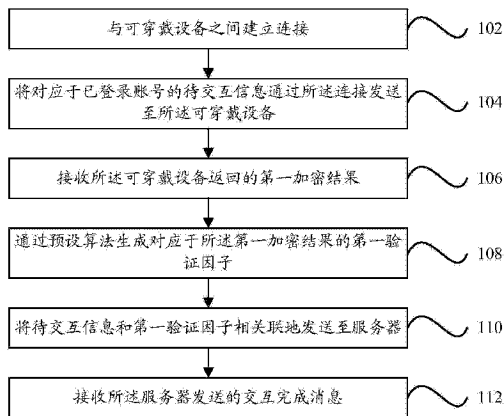 与可穿戴设备之间建立连接
102
将对应于已登录账号的待交互信息通过所述连接发送
至所述可穿戴设备
104
接收所述可穿戴设备返回的第一加密结果
106
通过预设算法生成对应于所述第一加密结果的第一验
证因子
108
将待交互信息和第一验证因子相关联地发送至服务器
110
接收所述服务器发送的交互完成消息
112